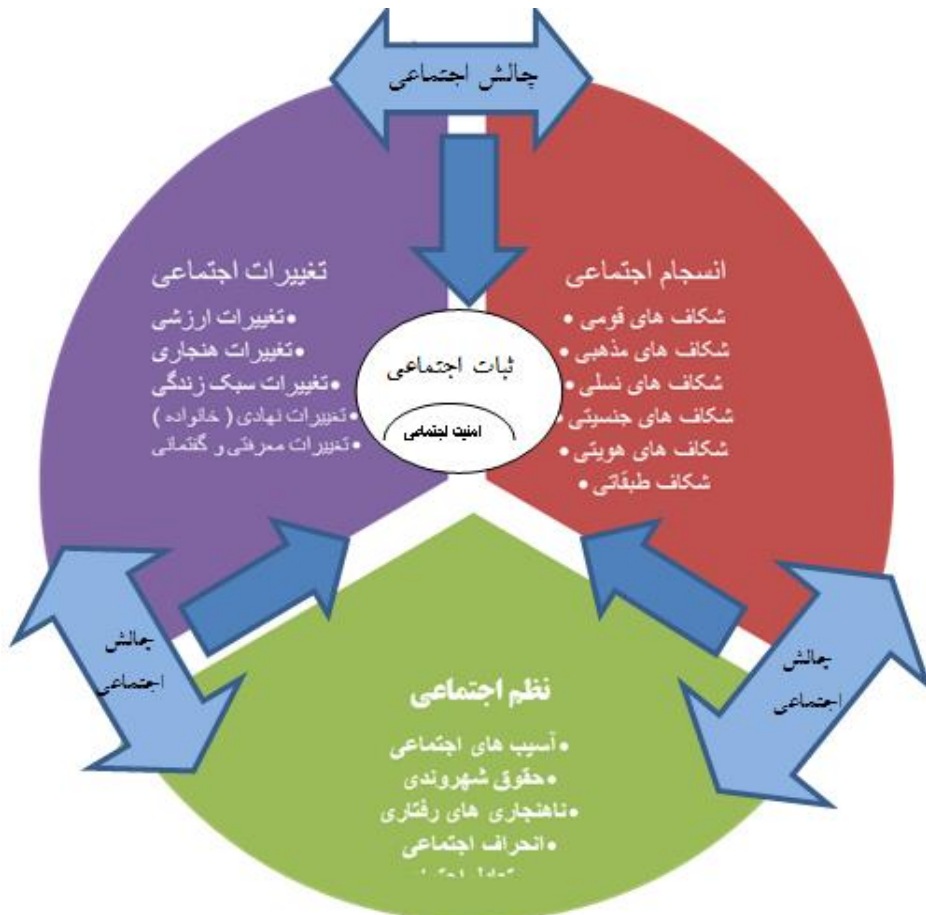 چالش اجتماعی
انسجام اجتماعی
شکاف های قومی •
شکاف های مذهبی •
شکاف های نسلی •
شکاف های جنسیتی •
شکاف های هویتی •
شکاف طبقاتی •
تغییرات اجتماعی
•تغییرات ارزشی
•تغییرات هنجاری
•تغییرات سبک زندگی
•تغییرات نهادی ( خانواده )
•تغییرات معرفتی و گفتمانی
ثبات اجتماعی
امنیت اجتماعی
چالش
اجتماعی
چالش
اجتماعی
نظم اجتماعی
•آسیب های اجتماعی
•حقوق شهروندی
•ناهنجاری های رفتاری
•انحراف اجتماعی